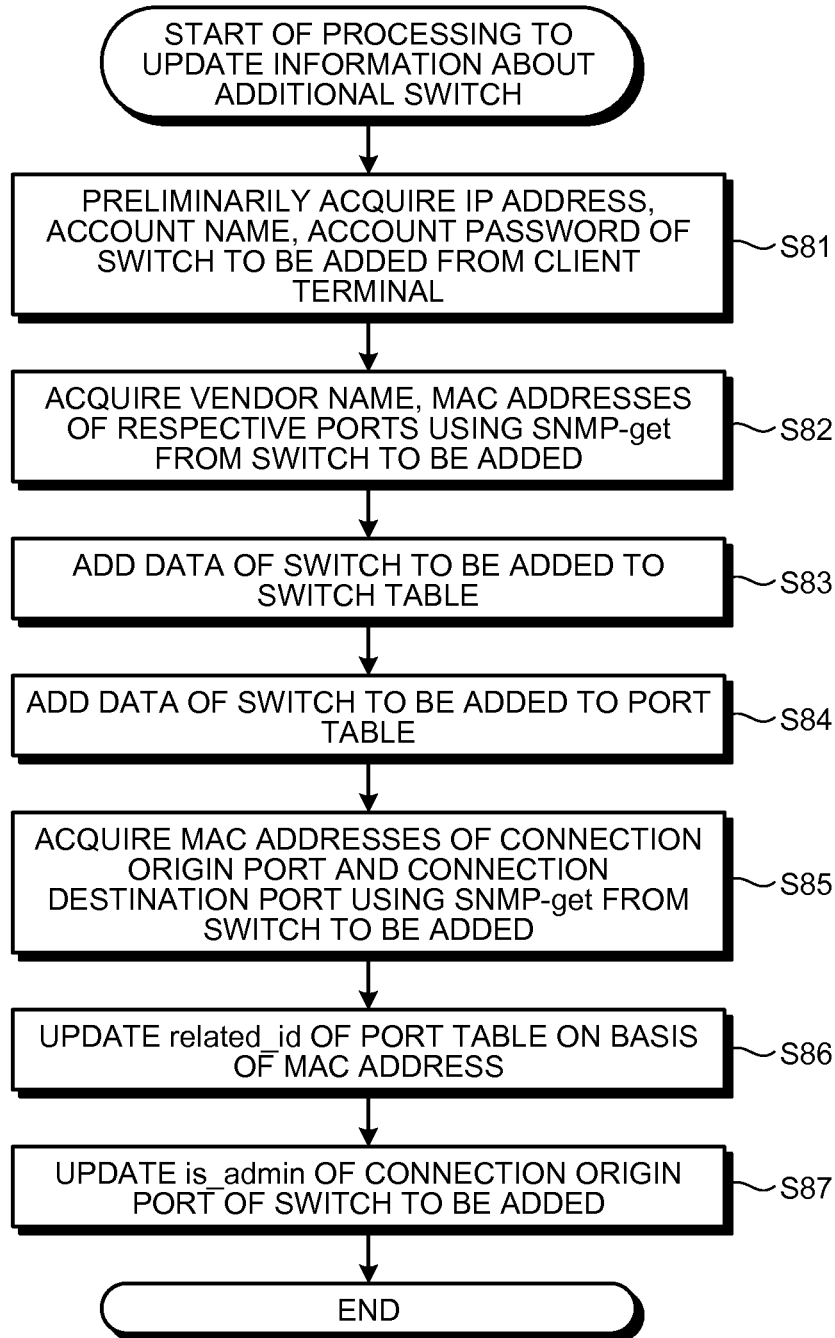 START OF PROCESSING TO
UPDATE INFORMATION ABOUT
ADDITIONAL SWITCH
PRELIMINARILY ACQUIRE IP ADDRESS,
ACCOUNT NAME, ACCOUNT PASSWORD OF
SWITCH TO BE ADDED FROM CLIENT
TERMINAL
S81
ACQUIRE VENDOR NAME, MAC ADDRESSES
OF RESPECTIVE PORTS USING SNMP-get
FROM SWITCH TO BE ADDED
S82
ADD DATA OF SWITCH TO BE ADDED TO
SWITCH TABLE
S83
ADD DATA OF SWITCH TO BE ADDED TO PORT
TABLE
S84
ACQUIRE MAC ADDRESSES OF CONNECTION
ORIGIN PORT AND CONNECTION
DESTINATION PORT USING SNMP-get FROM
SWITCH TO BE ADDED
S85
UPDATE related_id OF PORT TABLE ON BASIS
OF MAC ADDRESS
S86
UPDATE is_admin OF CONNECTION ORIGIN
PORT OF SWITCH TO BE ADDED
S87
END